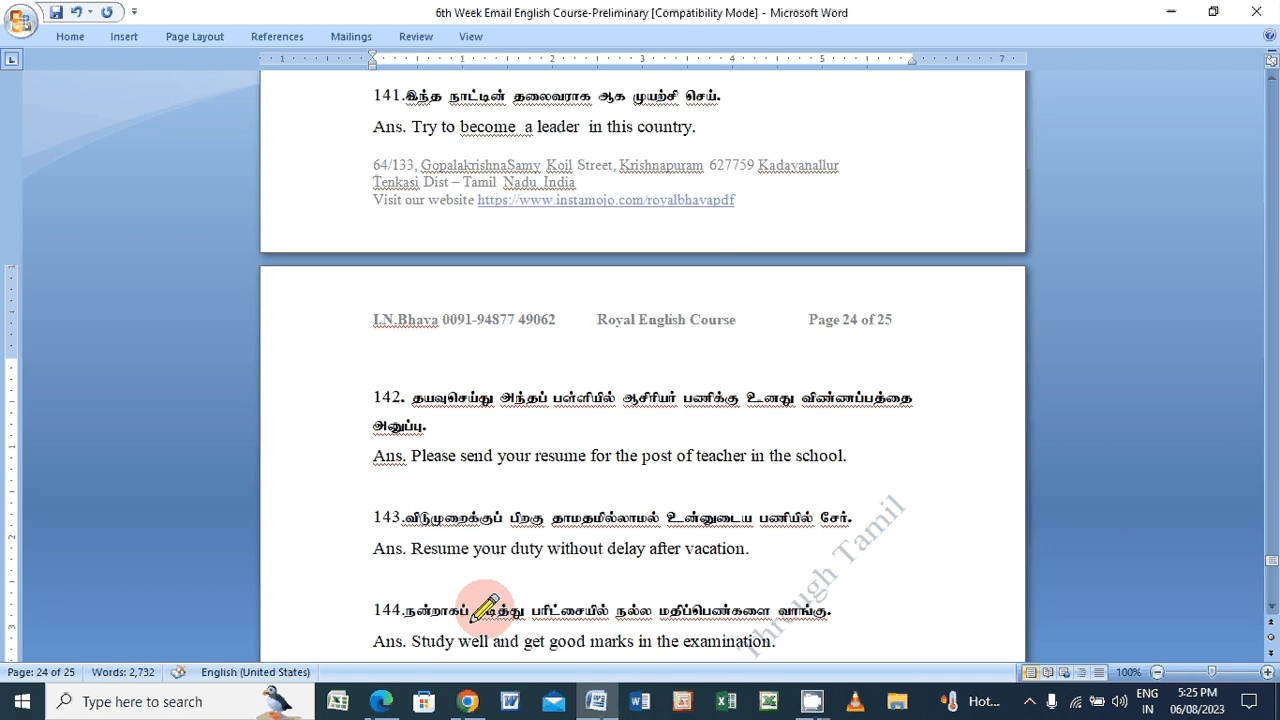 6th Week Email English Course-Preliminary [Compatibility Mode] - Microsoft Word
Home Insert Page Layout References Mailings Review View
141.இந்த நாட்டின் தலைவராக ஆக முயற்சி செய்.
Ans. Try to become a leader in this country.
64/133, GopalakrishnaSamy Koil Street, Krishnapuram 627759 Kadayanallur
Tenkasi Dist – Tamil Nadu India
Visit our website https://www.instamojo.com/royalbhavapdf
I.N.Bhava 0091-94877 49062 Royal English Course Page 24 of 25
142. தயவுசெய்து அந்தப் பள்ளியில் ஆசிரியர் பணிக்கு உனது விண்ணப்பத்தை
அனுப்பு.
Ans. Please send your resume for the post of teacher in the school.
143.விடுமுறைக்குப் பிறகு தாமதமில்லாமல் உன்னுடைய பணியில் சேர்.
Ans. Resume your duty without delay after vacation.
144.நன்றாகப் பரிட்சையில் நல்ல மதிப்பெண்களை வாங்கு.
Ans. Study well and get good marks in the examination.
Through Tamil
Page: 24 of 25 Words: 2,732 English (United States) 100%
Type here to search
Hot...
ENG
IN
5:25 PM
06/08/2023